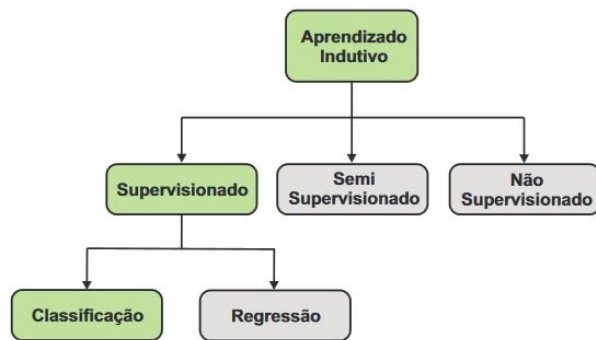 Aprendizado
Indutivo
Supervisionado
Semi
Supervisionado
Não
Supervisionado
Classificação
Regressão